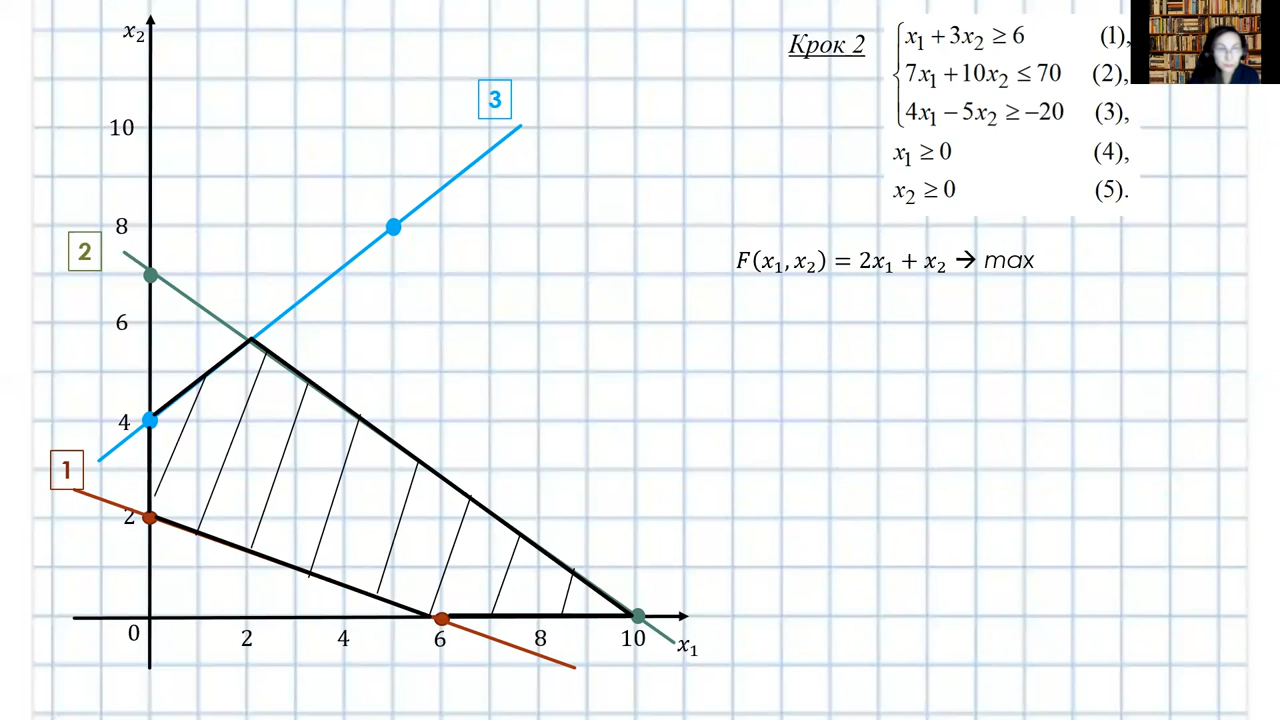 x₂
Крок 2
x₁ + 3x₂ ≥ 6 (1),
7x₁ + 10x₂ ≤ 70 (2),
4x₁ − 5x₂ ≥ −20 (3),
x₁ ≥ 0 (4),
x₂ ≥ 0 (5).
3
10
8
2
F(x₁, x₂) = 2x₁ + x₂ → max
6
4
1
2
0 2 4 6 8 10 x₁